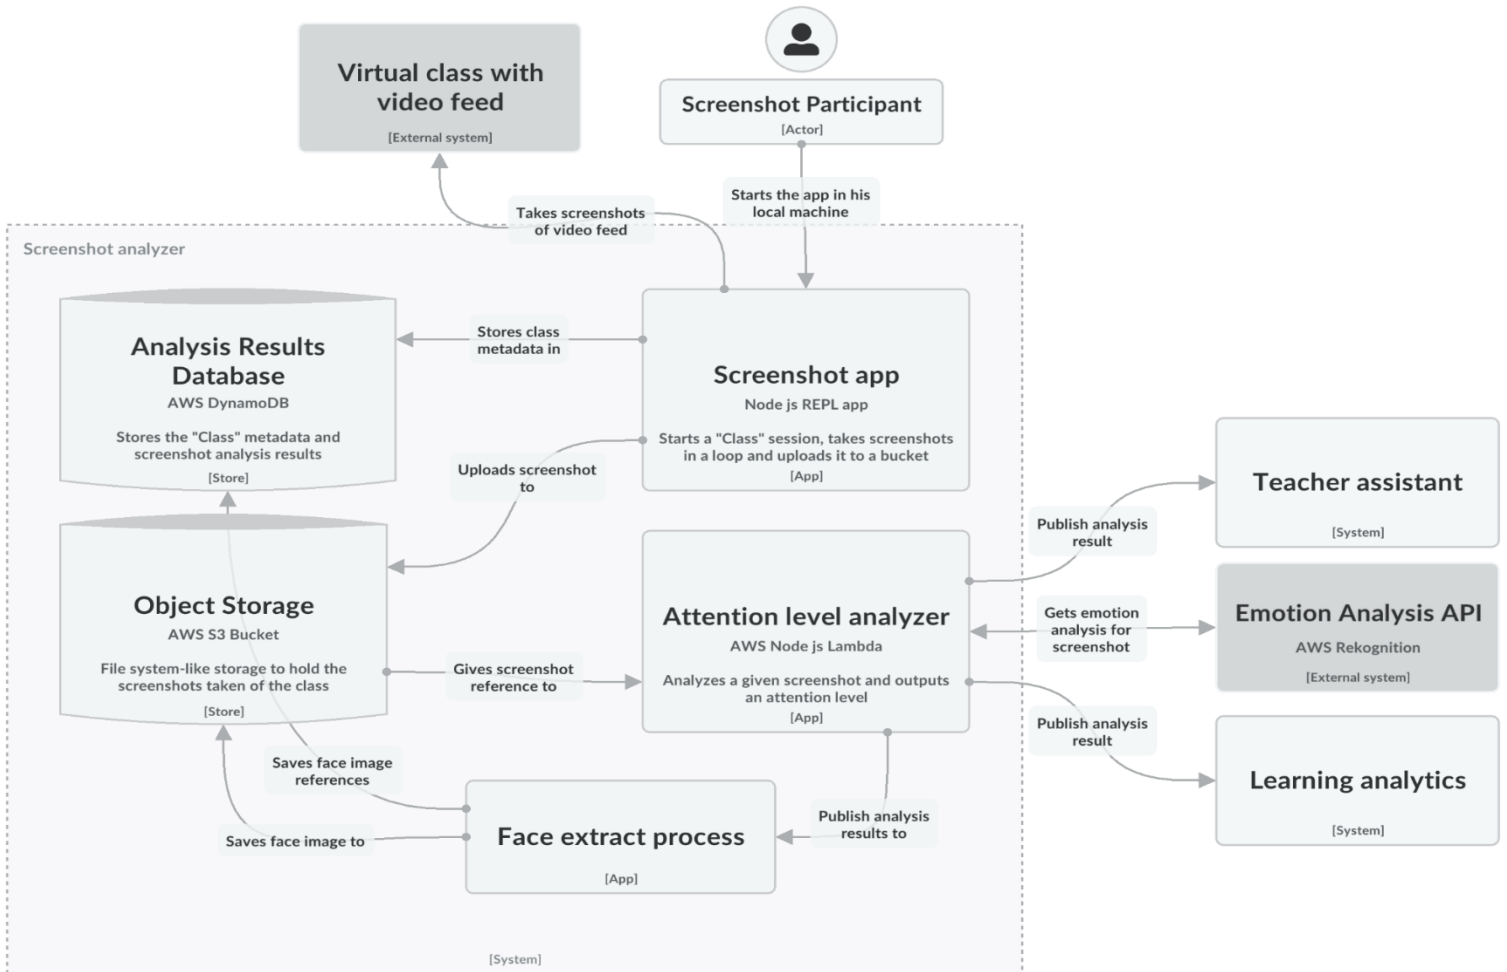 Virtual class with
video feed
[External system]
Screenshot Participant
[Actor]
Starts the app in his
local machine
Takes screenshots
of video feed
Screenshot analyzer
Analysis Results
Database
AWS DynamoDB
Stores the "Class" metadata and
screenshot analysis results
[Store]
Stores class
metadata in
Screenshot app
Node js REPL app
Starts a "Class" session, takes screenshots
in a loop and uploads it to a bucket
[App]
Uploads screenshot
to
Object Storage
AWS S3 Bucket
File system-like storage to hold the
screenshots taken of the class
[Store]
Gives screenshot
reference to
Attention level analyzer
AWS Node js Lambda
Analyzes a given screenshot and outputs
an attention level
[App]
Publish analysis
result
Teacher assistant
[System]
Gets emotion
analysis for
screenshot
Emotion Analysis API
AWS Rekognition
[External system]
Publish analysis
result
Learning analytics
[System]
Saves face image
references
Saves face image to
Face extract process
[App]
Publish analysis
results to
[System]